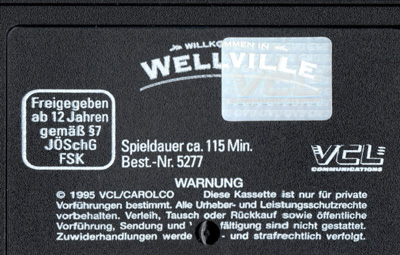 WILLKOMMEN IN
WELLVILLE
VCL
Freigegeben
ab 12 Jahren
gemäß §7
JÖSchG
FSK
Spieldauer ca. 115 Min.
Best.-Nr. 5277
VCL
COMMUNICATIONS
WARNUNG
© 1995 VCL/CAROLCO Diese Kassette ist nur für private
Vorführungen bestimmt. Alle Urheber- und Leistungsschutzrechte
vorbehalten. Verleih, Tausch oder Rückkauf sowie öffentliche
Vorführung, Sendung und V fältigung sind nicht gestattet.
Zuwiderhandlungen werde - und strafrechtlich verfolgt.